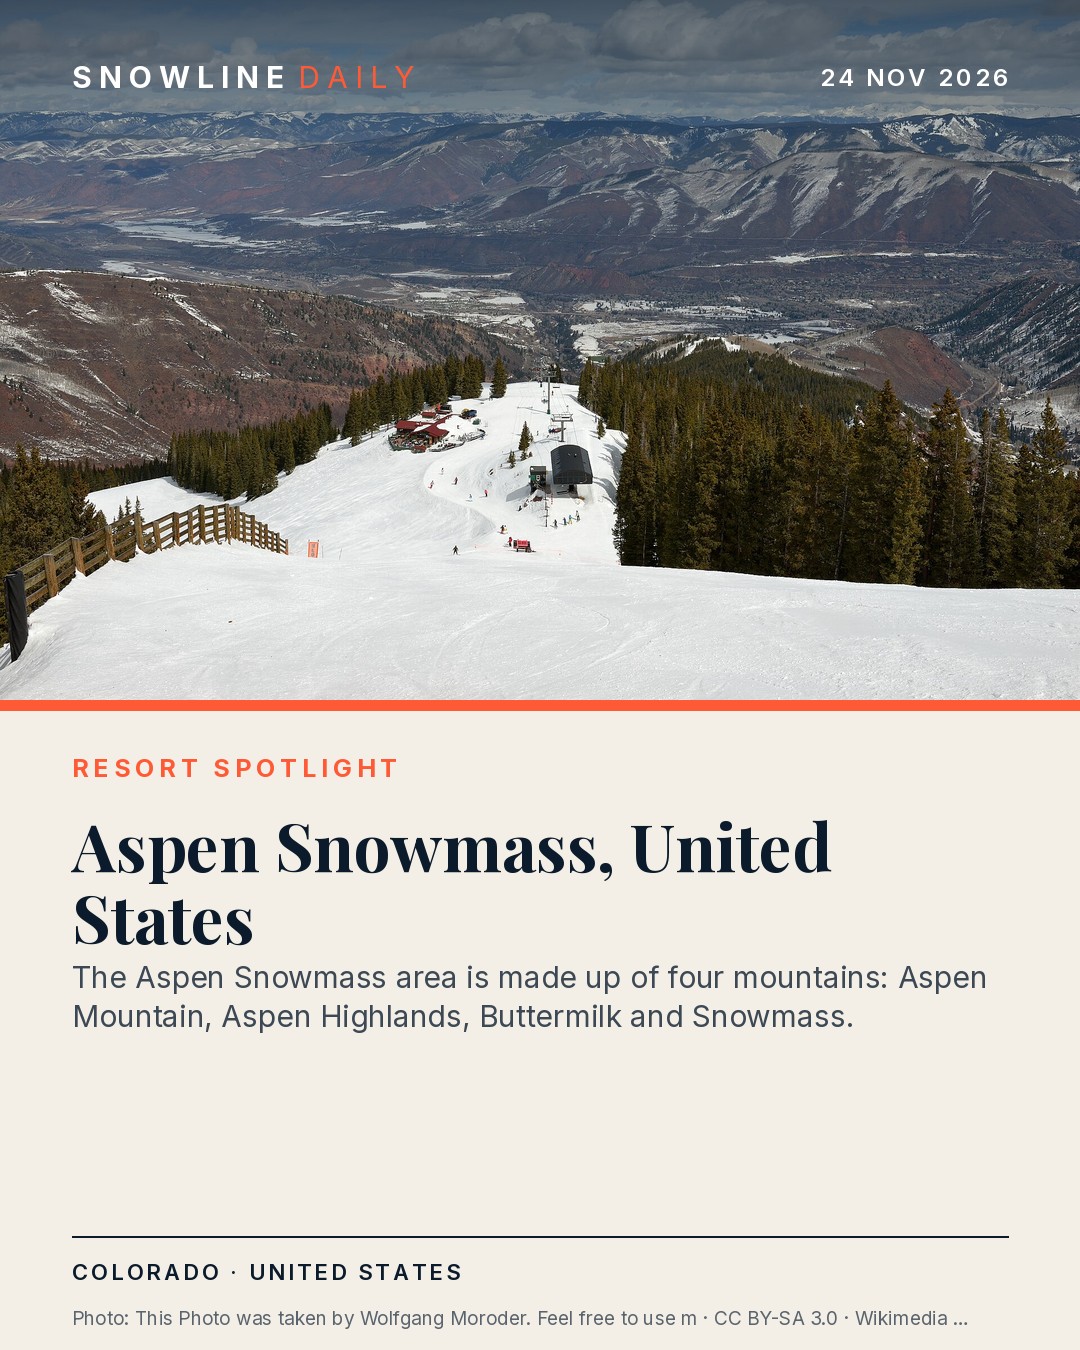 SNOWLINE DAILY
24 NOV 2026
RESORT SPOTLIGHT
Aspen Snowmass, United
States
The Aspen Snowmass area is made up of four mountains: Aspen
Mountain, Aspen Highlands, Buttermilk and Snowmass.
COLORADO · UNITED STATES
Photo: This Photo was taken by Wolfgang Moroder. Feel free to use m · CC BY-SA 3.0 · Wikimedia ...